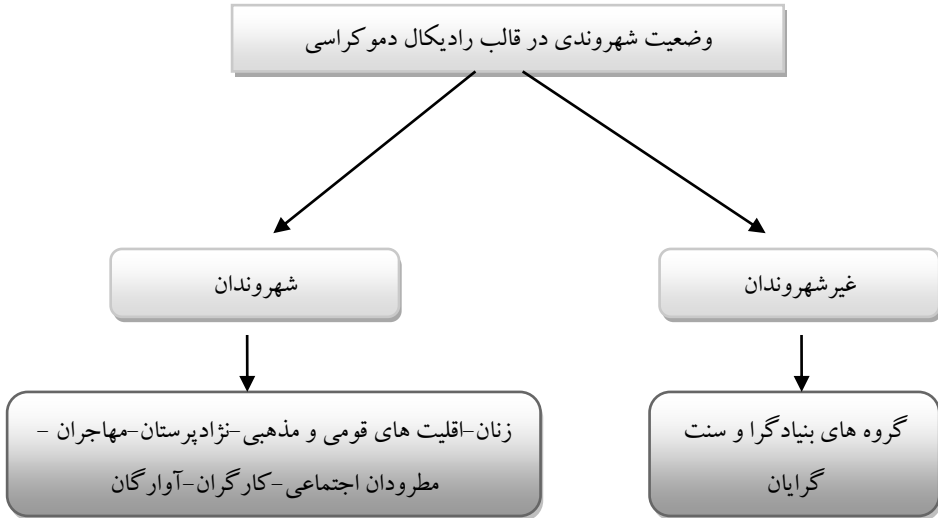 وضعیت شهروندی در قالب رادیکال دموکراسی
غیرشهروندان
شهروندان
گروه های بنیادگرا و سنت
گرایان
زنان-اقلیت های قومی و مذهبی-نژادپرستان-مهاجران -
مطرودان اجتماعی-کارگران-آوارگان